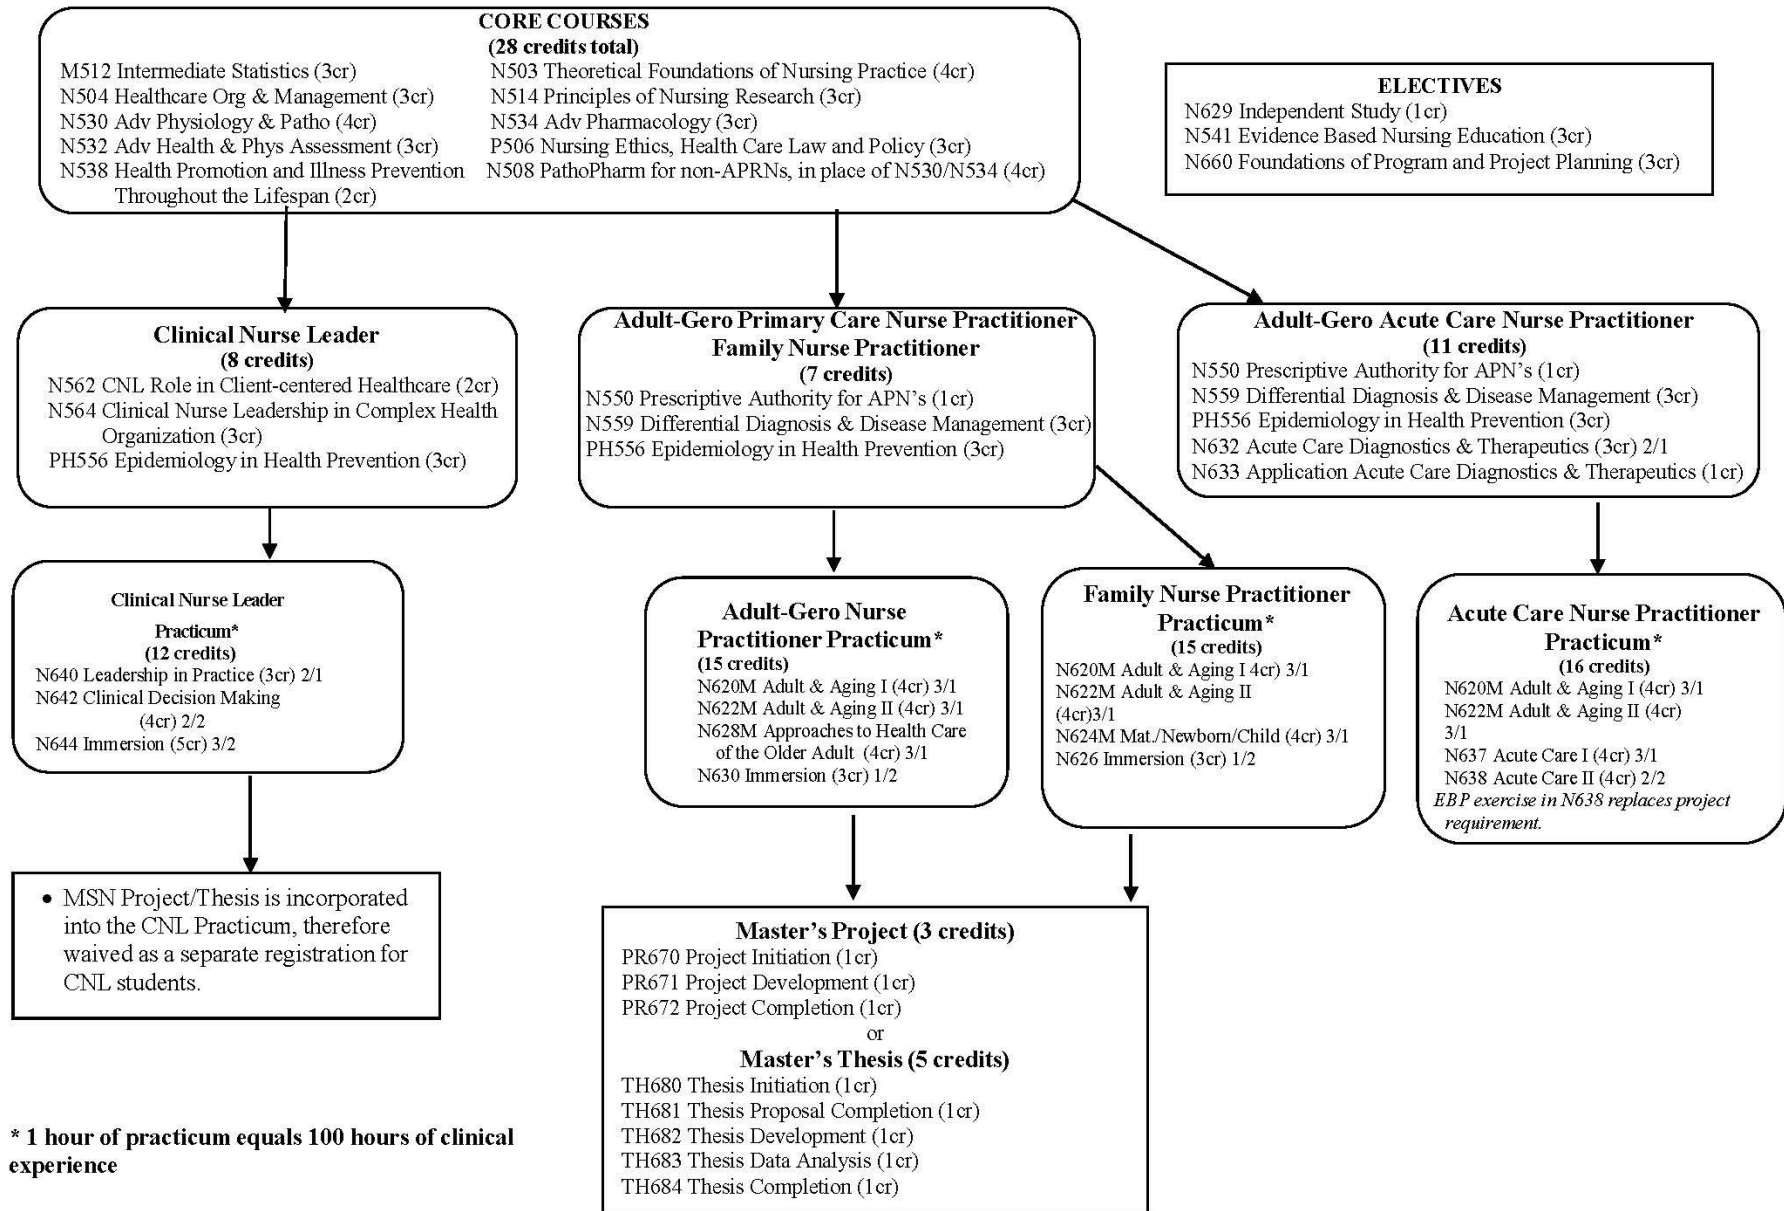 CORE COURSES
(28 credits total)
M512 Intermediate Statistics (3cr)
N504 Healthcare Org & Management (3cr)
N530 Adv Physiology & Patho (4cr)
N532 Adv Health & Phys Assessment (3cr)
N538 Health Promotion and Illness Prevention
Throughout the Lifespan (2cr)
N503 Theoretical Foundations of Nursing Practice (4cr)
N514 Principles of Nursing Research (3cr)
N534 Adv Pharmacology (3cr)
P506 Nursing Ethics, Health Care Law and Policy (3cr)
N508 PathoPharm for non-APRNs, in place of N530/N534 (4cr)
ELECTIVES
N629 Independent Study (1cr)
N541 Evidence Based Nursing Education (3cr)
N660 Foundations of Program and Project Planning (3cr)
Clinical Nurse Leader
(8 credits)
N562 CNL Role in Client-centered Healthcare (2cr)
N564 Clinical Nurse Leadership in Complex Health
Organization (3cr)
PH556 Epidemiology in Health Prevention (3cr)
Adult-Gero Primary Care Nurse Practitioner
Family Nurse Practitioner
(7 credits)
N550 Prescriptive Authority for APN’s (1cr)
N559 Differential Diagnosis & Disease Management (3cr)
PH556 Epidemiology in Health Prevention (3cr)
Adult-Gero Acute Care Nurse Practitioner
(11 credits)
N550 Prescriptive Authority for APN’s (1cr)
N559 Differential Diagnosis & Disease Management (3cr)
PH556 Epidemiology in Health Prevention (3cr)
N632 Acute Care Diagnostics & Therapeutics (3cr) 2/1
N633 Application Acute Care Diagnostics & Therapeutics (1cr)
Clinical Nurse Leader
Practicum*
(12 credits)
N640 Leadership in Practice (3cr) 2/1
N642 Clinical Decision Making
(4cr) 2/2
N644 Immersion (5cr) 3/2
Adult-Gero Nurse
Practitioner Practicum*
(15 credits)
N620M Adult & Aging I (4cr) 3/1
N622M Adult & Aging II (4cr) 3/1
N628M Approaches to Health Care
of the Older Adult (4cr) 3/1
N630 Immersion (3cr) 1/2
Family Nurse Practitioner
Practicum*
(15 credits)
N620M Adult & Aging I 4cr) 3/1
N622M Adult & Aging II
(4cr)3/1
N624M Mat./Newborn/Child (4cr) 3/1
N626 Immersion (3cr) 1/2
Acute Care Nurse Practitioner
Practicum*
(16 credits)
N620M Adult & Aging I (4cr) 3/1
N622M Adult & Aging II (4cr)
3/1
N637 Acute Care I (4cr) 3/1
N638 Acute Care II (4cr) 2/2
EBP exercise in N638 replaces project
requirement.
• MSN Project/Thesis is incorporated
into the CNL Practicum, therefore
waived as a separate registration for
CNL students.
Master’s Project (3 credits)
PR670 Project Initiation (1cr)
PR671 Project Development (1cr)
PR672 Project Completion (1cr)
or
Master’s Thesis (5 credits)
TH680 Thesis Initiation (1cr)
TH681 Thesis Proposal Completion (1cr)
TH682 Thesis Development (1cr)
TH683 Thesis Data Analysis (1cr)
TH684 Thesis Completion (1cr)
* 1 hour of practicum equals 100 hours of clinical
experience